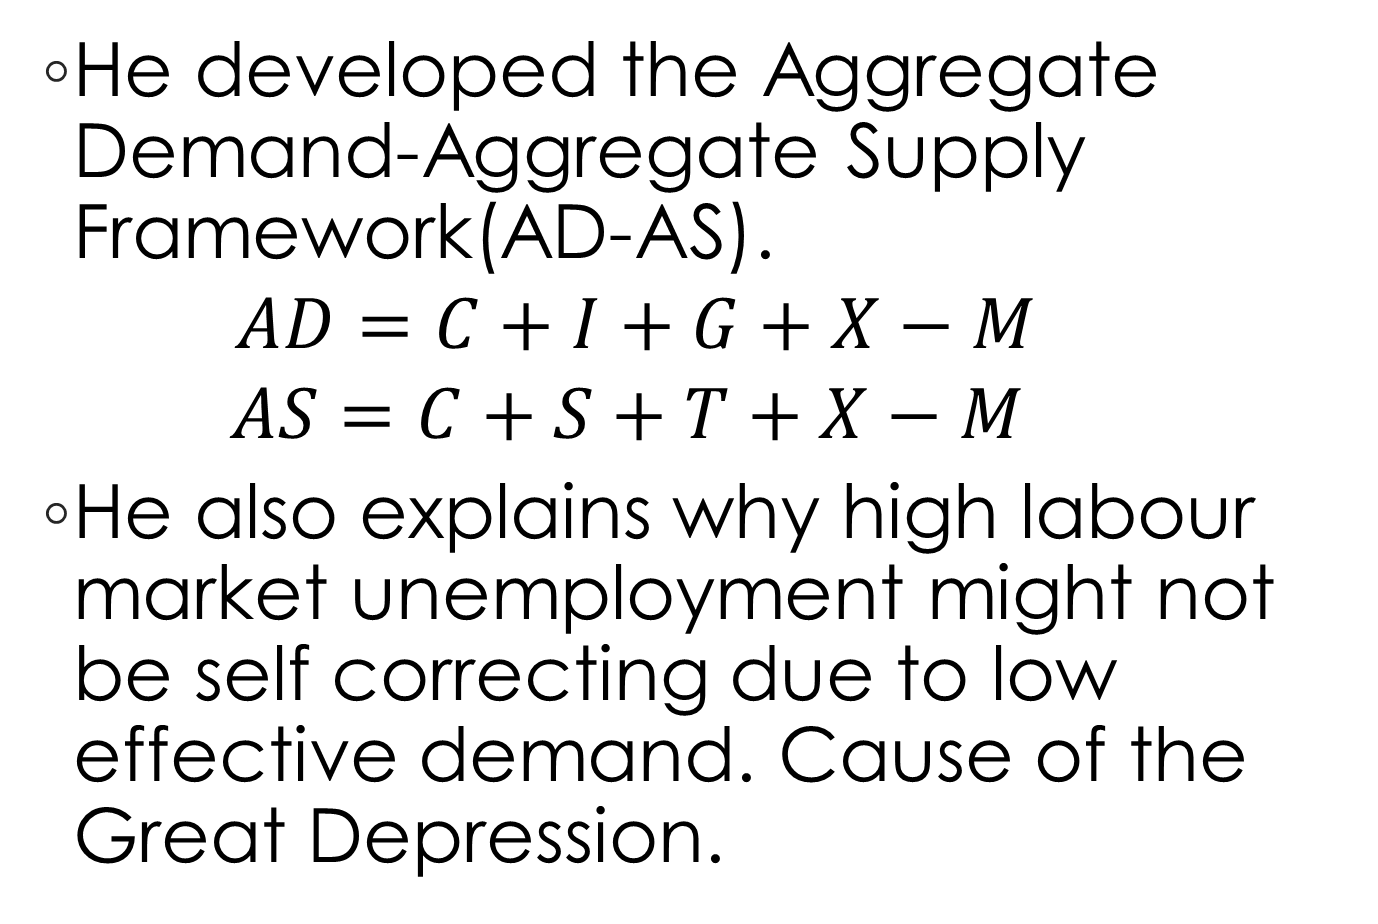 ◦He developed the Aggregate
Demand-Aggregate Supply
Framework(AD-AS).
AD = C + I + G + X − M
AS = C + S + T + X − M
◦He also explains why high labour
market unemployment might not
be self correcting due to low
effective demand. Cause of the
Great Depression.